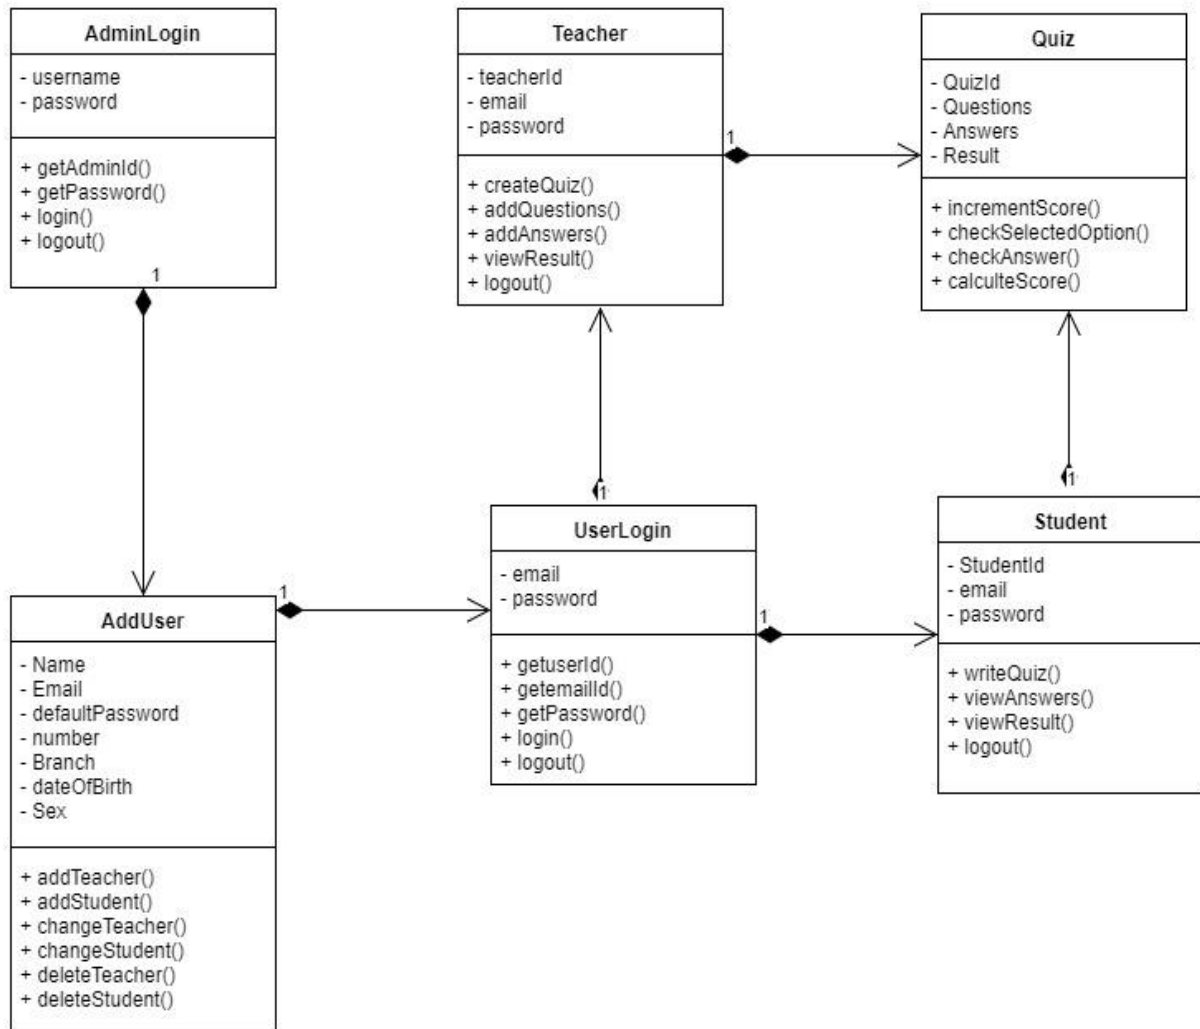 AdminLogin
- username
- password
+ getAdminId()
+ getPassword()
+ login()
+ logout()
1
Teacher
- teacherId
- email
- password
+ createQuiz()
+ addQuestions()
+ addAnswers()
+ viewResult()
+ logout()
1
Quiz
- QuizId
- Questions
- Answers
- Result
+ incrementScore()
+ checkSelectedOption()
+ checkAnswer()
+ calculteScore()
AddUser
- Name
- Email
- defaultPassword
- number
- Branch
- dateOfBirth
- Sex
+ addTeacher()
+ addStudent()
+ changeTeacher()
+ changeStudent()
+ deleteTeacher()
+ deleteStudent()
1
1
UserLogin
- email
- password
+ getuserId()
+ getemailId()
+ getPassword()
+ login()
+ logout()
1
1
Student
- StudentId
- email
- password
+ writeQuiz()
+ viewAnswers()
+ viewResult()
+ logout()